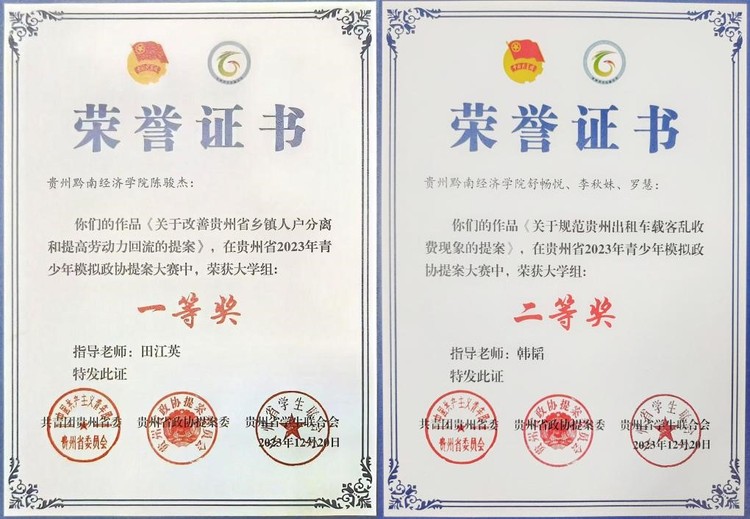 荣誉证书
贵州黔南经济学院陈骏杰：
你们的作品《关于改善贵州省乡镇人户分离
和提高劳动力回流的提案》，在贵州省2023年青
少年模拟政协提案大赛中，荣获大学组：
一等奖
指导老师：田江英
特发此证
共青团贵州省委
贵州省政协提案委
贵州省学生联合会
2023年12月20日
贵州省委员会
荣誉证书
贵州黔南经济学院舒畅悦、李秋妹、罗慧：
你们的作品《关于规范贵州出租车载客乱收
费现象的提案》，在贵州省2023年青少年模拟政
协提案大赛中，荣获大学组：
二等奖
指导老师：韩韬
特发此证
共青团贵州省委
贵州省政协提案委
贵州省学生联合会
2023年12月20日
贵州省委员会